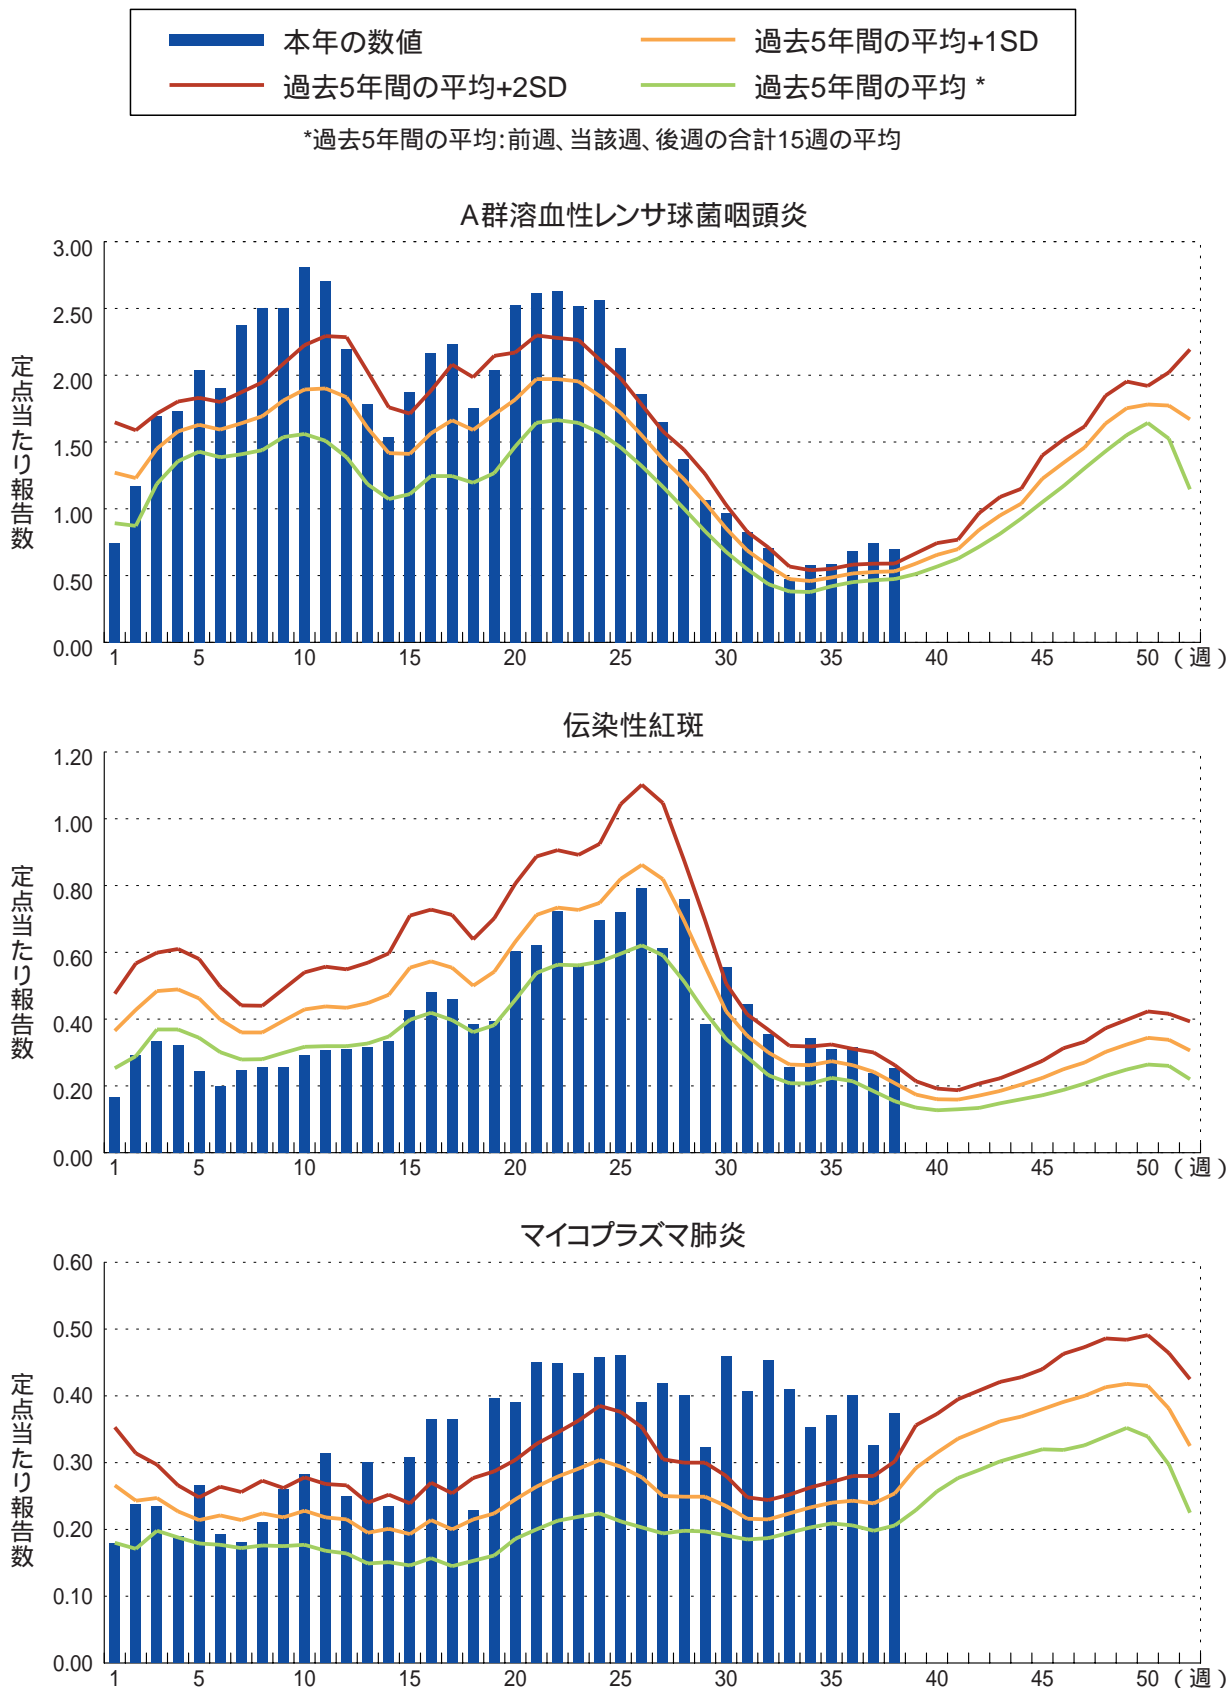 本年の数値
過去5年間の平均+1SD
過去5年間の平均+2SD
過去5年間の平均 *
*過去5年間の平均:前週、当該週、後週の合計15週の平均
A群溶血性レンサ球菌咽頭炎
定点当たり報告数
3.00
2.50
2.00
1.50
1.00
0.50
0.00
1 5 10 15 20 25 30 35 40 45 50 (週)
伝染性紅斑
定点当たり報告数
1.20
1.00
0.80
0.60
0.40
0.20
0.00
1 5 10 15 20 25 30 35 40 45 50 (週)
マイコプラズマ肺炎
定点当たり報告数
0.60
0.50
0.40
0.30
0.20
0.10
0.00
1 5 10 15 20 25 30 35 40 45 50 (週)